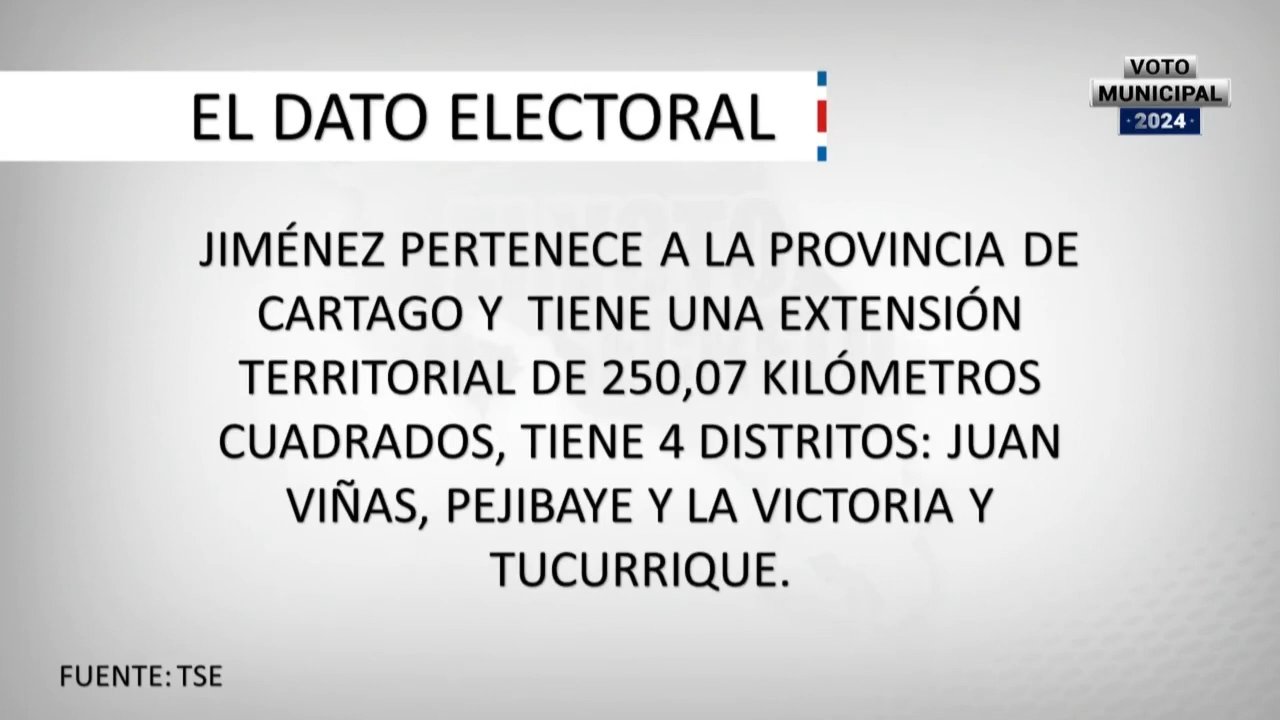 EL DATO ELECTORAL
VOTO
MUNICIPAL
2024
JIMÉNEZ PERTENECE A LA PROVINCIA DE
CARTAGO Y TIENE UNA EXTENSIÓN
TERRITORIAL DE 250,07 KILÓMETROS
CUADRADOS, TIENE 4 DISTRITOS: JUAN
VIÑAS, PEJIBAYE Y LA VICTORIA Y
TUCURRIQUE.
FUENTE: TSE